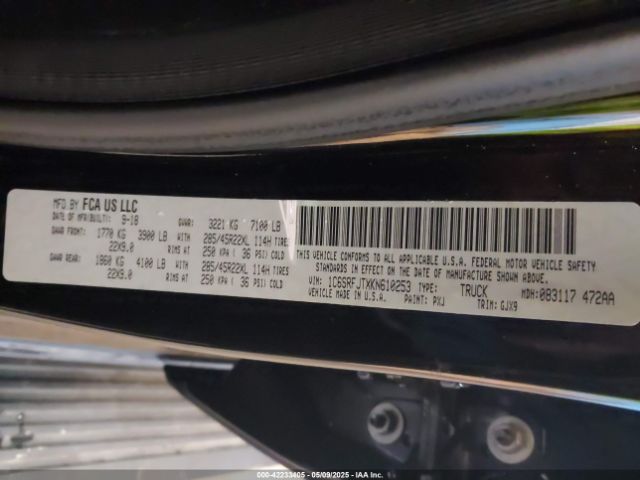 MFD BY FCA US LLC
DATE OF MFR(BUILT): 9-18 GVWR: 3221 KG 7100 LB
GAWR FRONT: 1770 KG 3900 LB WITH 285/45R22XL 114H TIRES
22X9.0 RIMS AT 250 KPA ( 36 PSI) COLD
GAWR REAR: 1860 KG 4100 LB WITH 285/45R22XL 114H TIRES
22X9.0 RIMS AT 250 KPA ( 36 PSI) COLD
THIS VEHICLE CONFORMS TO ALL APPLICABLE U.S.A. FEDERAL MOTOR VEHICLE SAFETY
STANDARDS IN EFFECT ON THE DATE OF MANUFACTURE SHOWN ABOVE.
VIN: 1C6SRFJTXKN610253 TYPE: TRUCK MDH:083117 472AA
VEHICLE MADE IN U.S.A. PAINT: PXJ TRIM: GJX9
000-42233405 05/09/2025 IAAI.COM